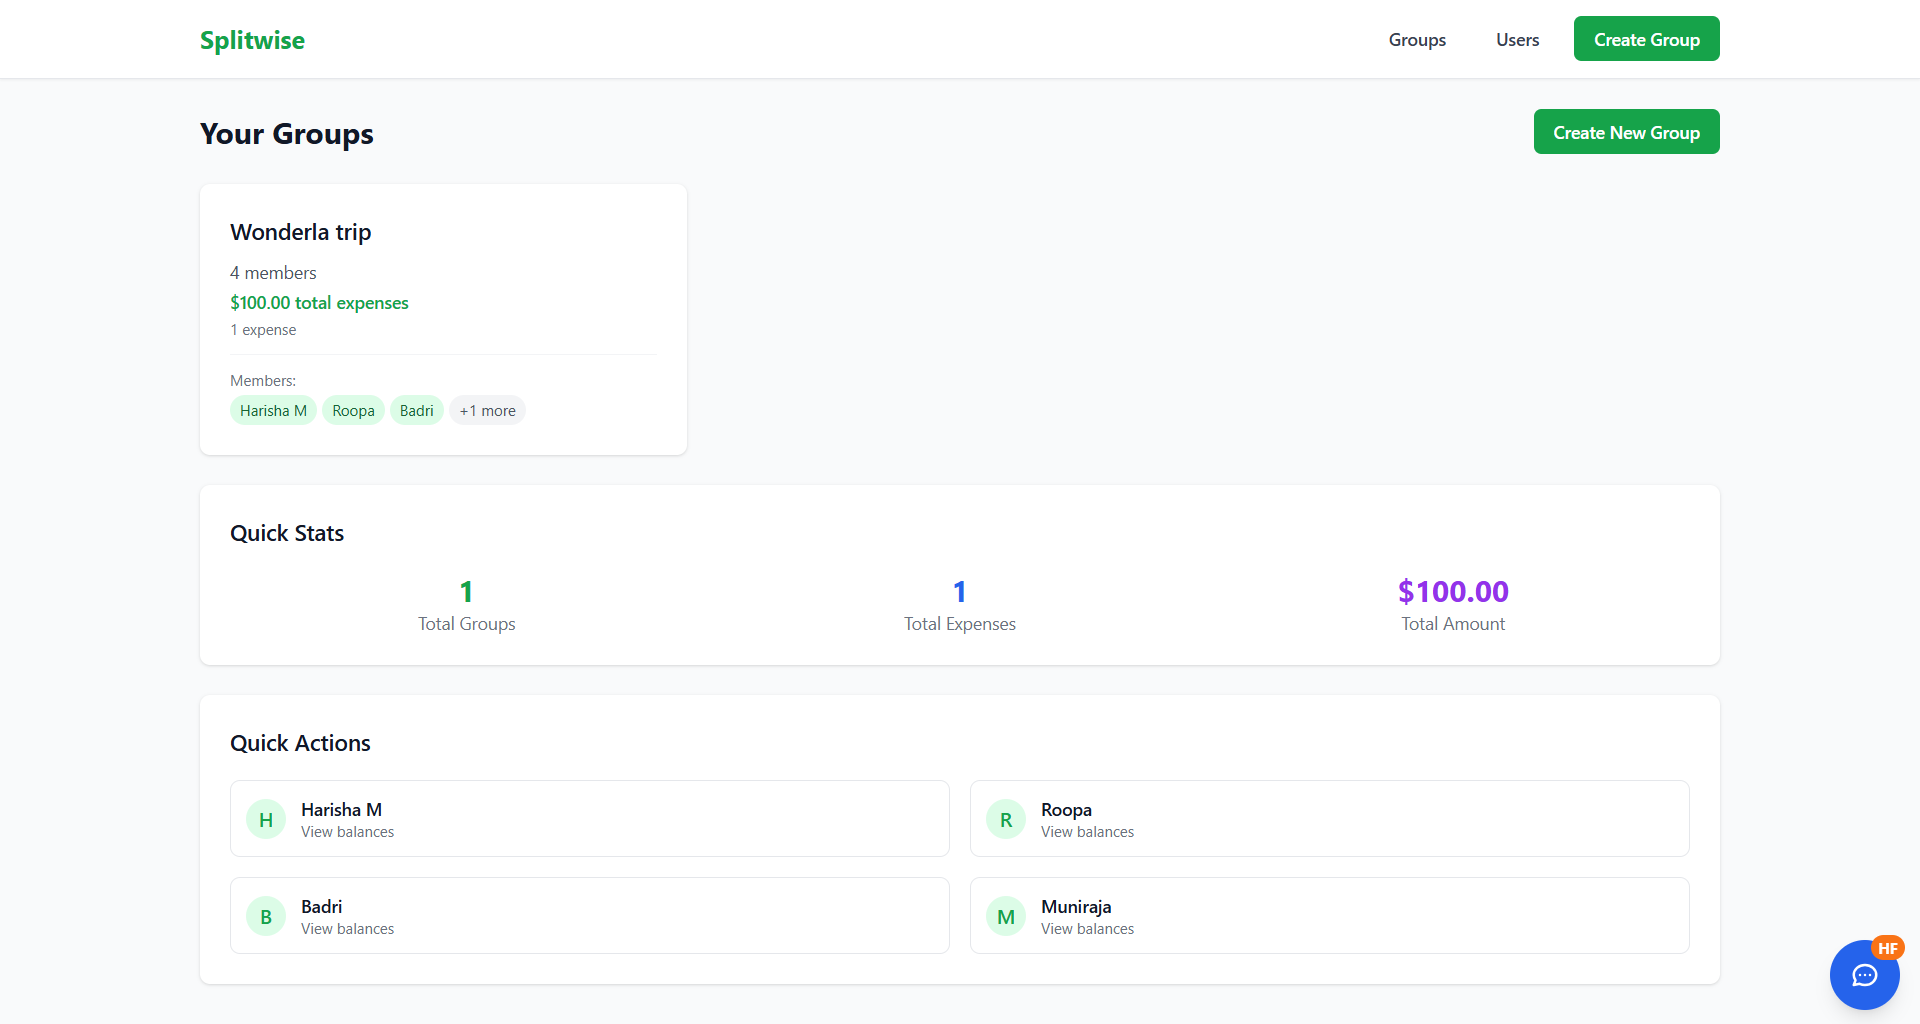 Splitwise
Groups
Users
Create Group
Your Groups
Create New Group
Wonderla trip
4 members
$100.00 total expenses
1 expense
Members:
Harisha M
Roopa
Badri
+1 more
Quick Stats
1
Total Groups
1
Total Expenses
$100.00
Total Amount
Quick Actions
H
Harisha M
View balances
R
Roopa
View balances
B
Badri
View balances
M
Muniraja
View balances
HF